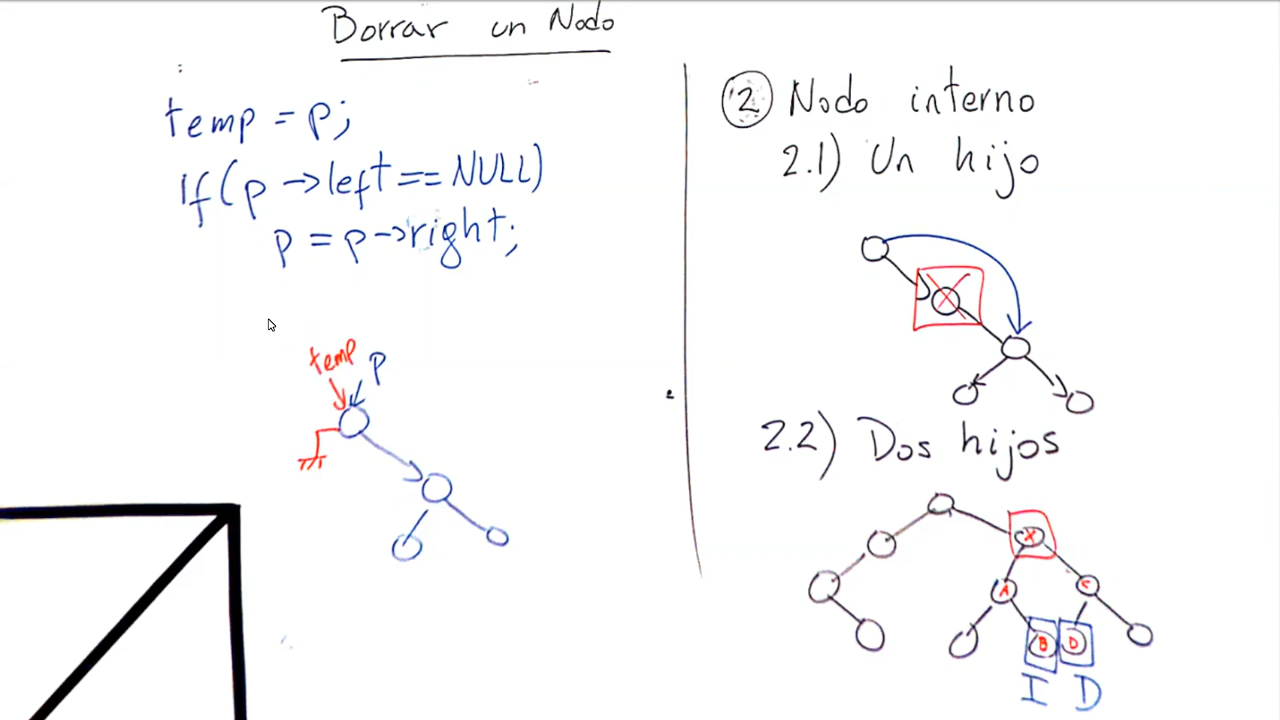 Borrar un Nodo
temp = p;
If(p->left==NULL)
p = p->right;
temp
P
2 Nodo interno
2.1) Un hijo
2.2) Dos hijos
X
A
C
B
D
I D